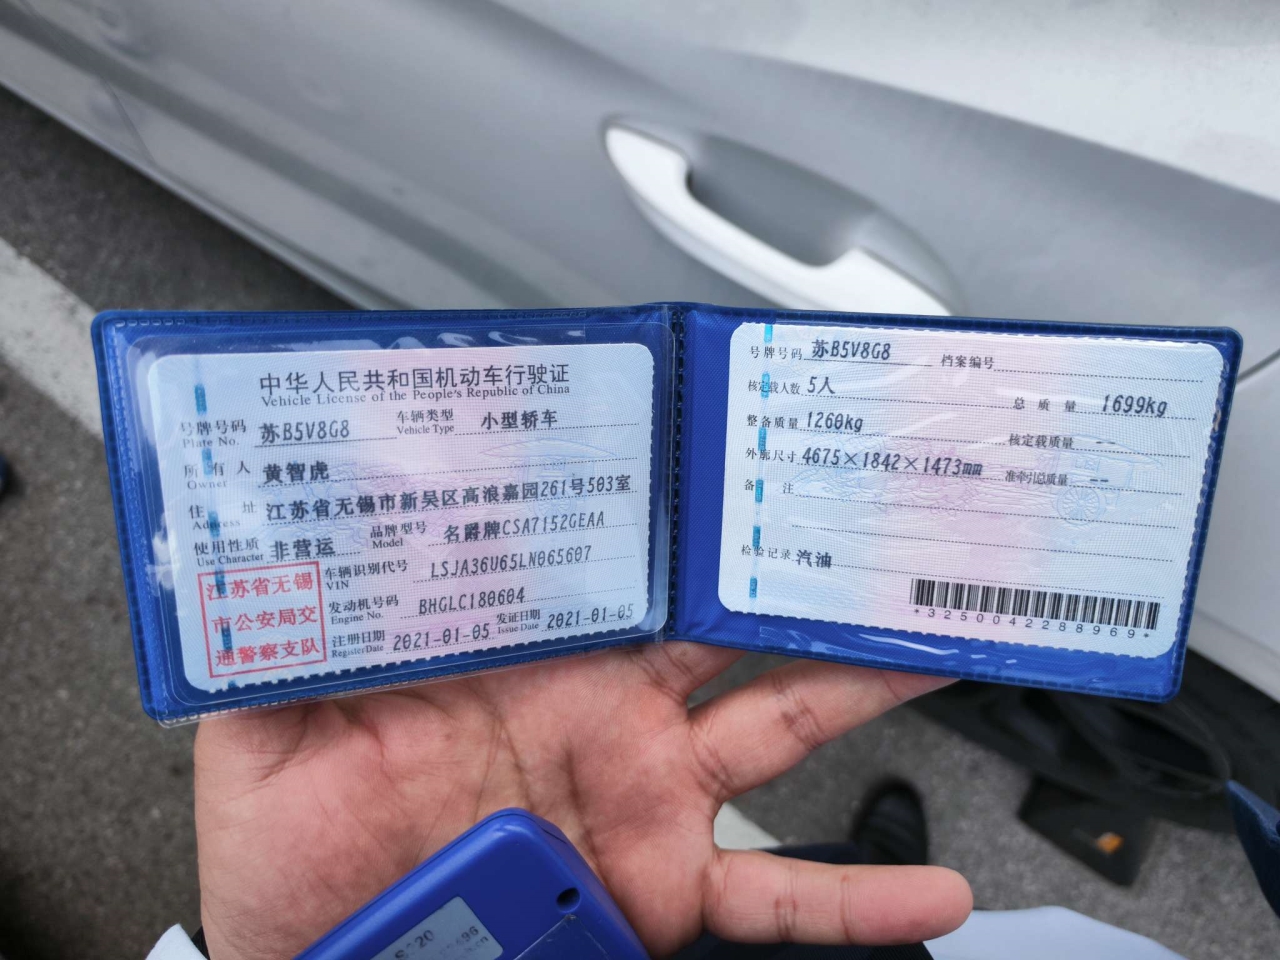 中华人民共和国机动车行驶证
Vehicle License of the People's Republic of China
号牌号码 苏B5V8G8 车辆类型 小型轿车
Plate No. Vehicle Type
所有人 黄智虎
Owner
住址 江苏省无锡市新吴区高浪嘉园261号503室
Address
使用性质 非营运 品牌型号 名爵牌CSA7152GEAA
Use Character Model
车辆识别代号 LSJA36U65LN065607
VIN
发动机号码 BHGLC180604
Engine No.
注册日期 2021-01-05 发证日期 2021-01-05
Register Date Issue Date
江苏省无锡
市公安局交
通警察支队
号牌号码 苏B5V8G8 档案编号
核定载人数 5人 总质量 1699kg
整备质量 1260kg 核定载质量 --
外廓尺寸 4675×1842×1473mm 准牵引总质量 --
备注
检验记录 汽油
*3250042288969*